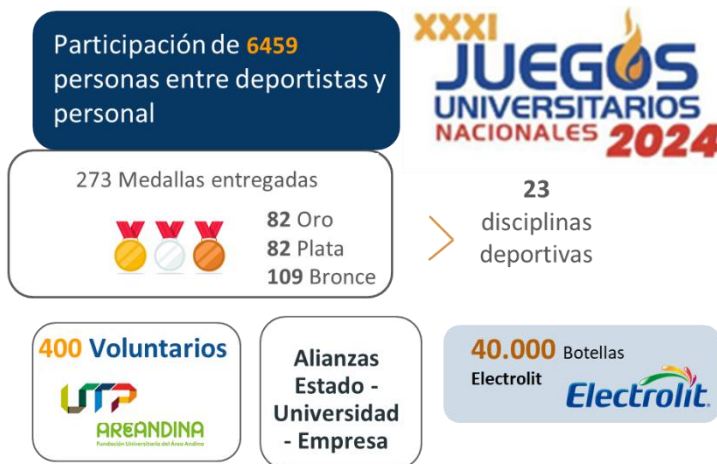 Participación de 6459
personas entre deportistas y
personal
XXXI
JUEGOS
UNIVERSITARIOS
NACIONALES 2024
273 Medallas entregadas
82 Oro
82 Plata
109 Bronce
23
disciplinas
deportivas
400 Voluntarios
UTP
AREANDINA
Fundación Universitaria del Área Andina
Alianzas
Estado -
Universidad
- Empresa
40.000 Botellas
Electrolit
Electrolit